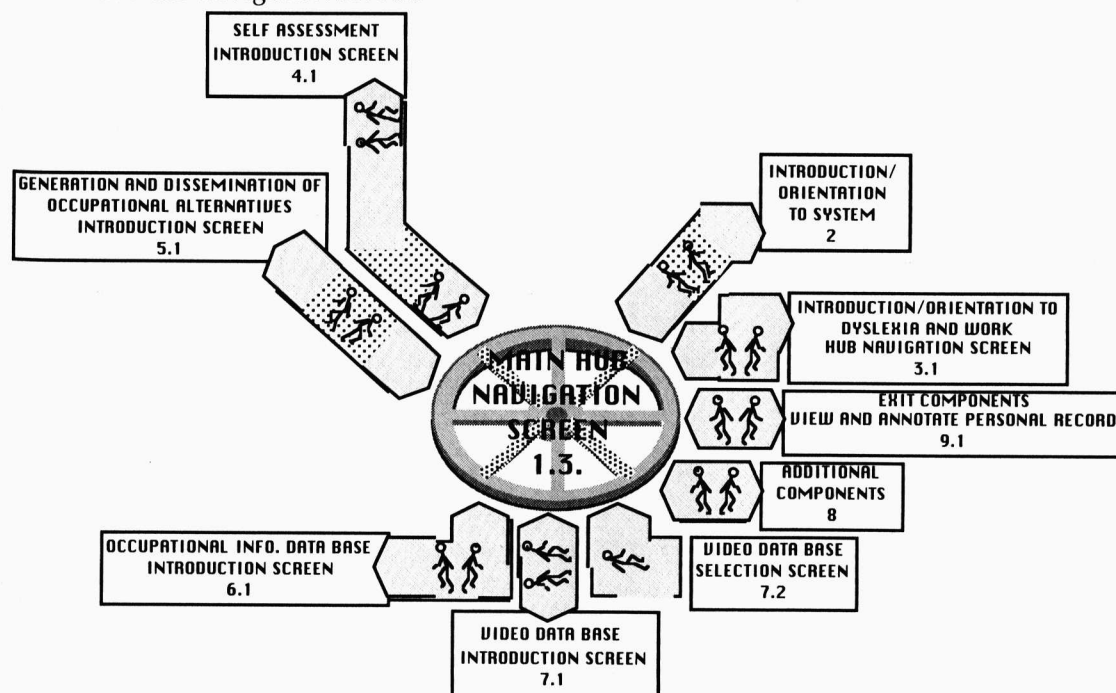 SELF ASSESSMENT
INTRODUCTION SCREEN
4.1
GENERATION AND DISSEMINATION OF
OCCUPATIONAL ALTERNATIVES
INTRODUCTION SCREEN
5.1
INTRODUCTION/
ORIENTATION
TO SYSTEM
2
INTRODUCTION/ORIENTATION TO
DYSLEXIA AND WORK
HUB NAVIGATION SCREEN
3.1
MAIN HUB
NAVIGATION
SCREEN
1.3.
EXIT COMPONENTS
VIEW AND ANNOTATE PERSONAL RECORD
9.1
ADDITIONAL
COMPONENTS
8
OCCUPATIONAL INFO. DATA BASE
INTRODUCTION SCREEN
6.1
VIDEO DATA BASE
SELECTION SCREEN
7.2
VIDEO DATA BASE
INTRODUCTION SCREEN
7.1